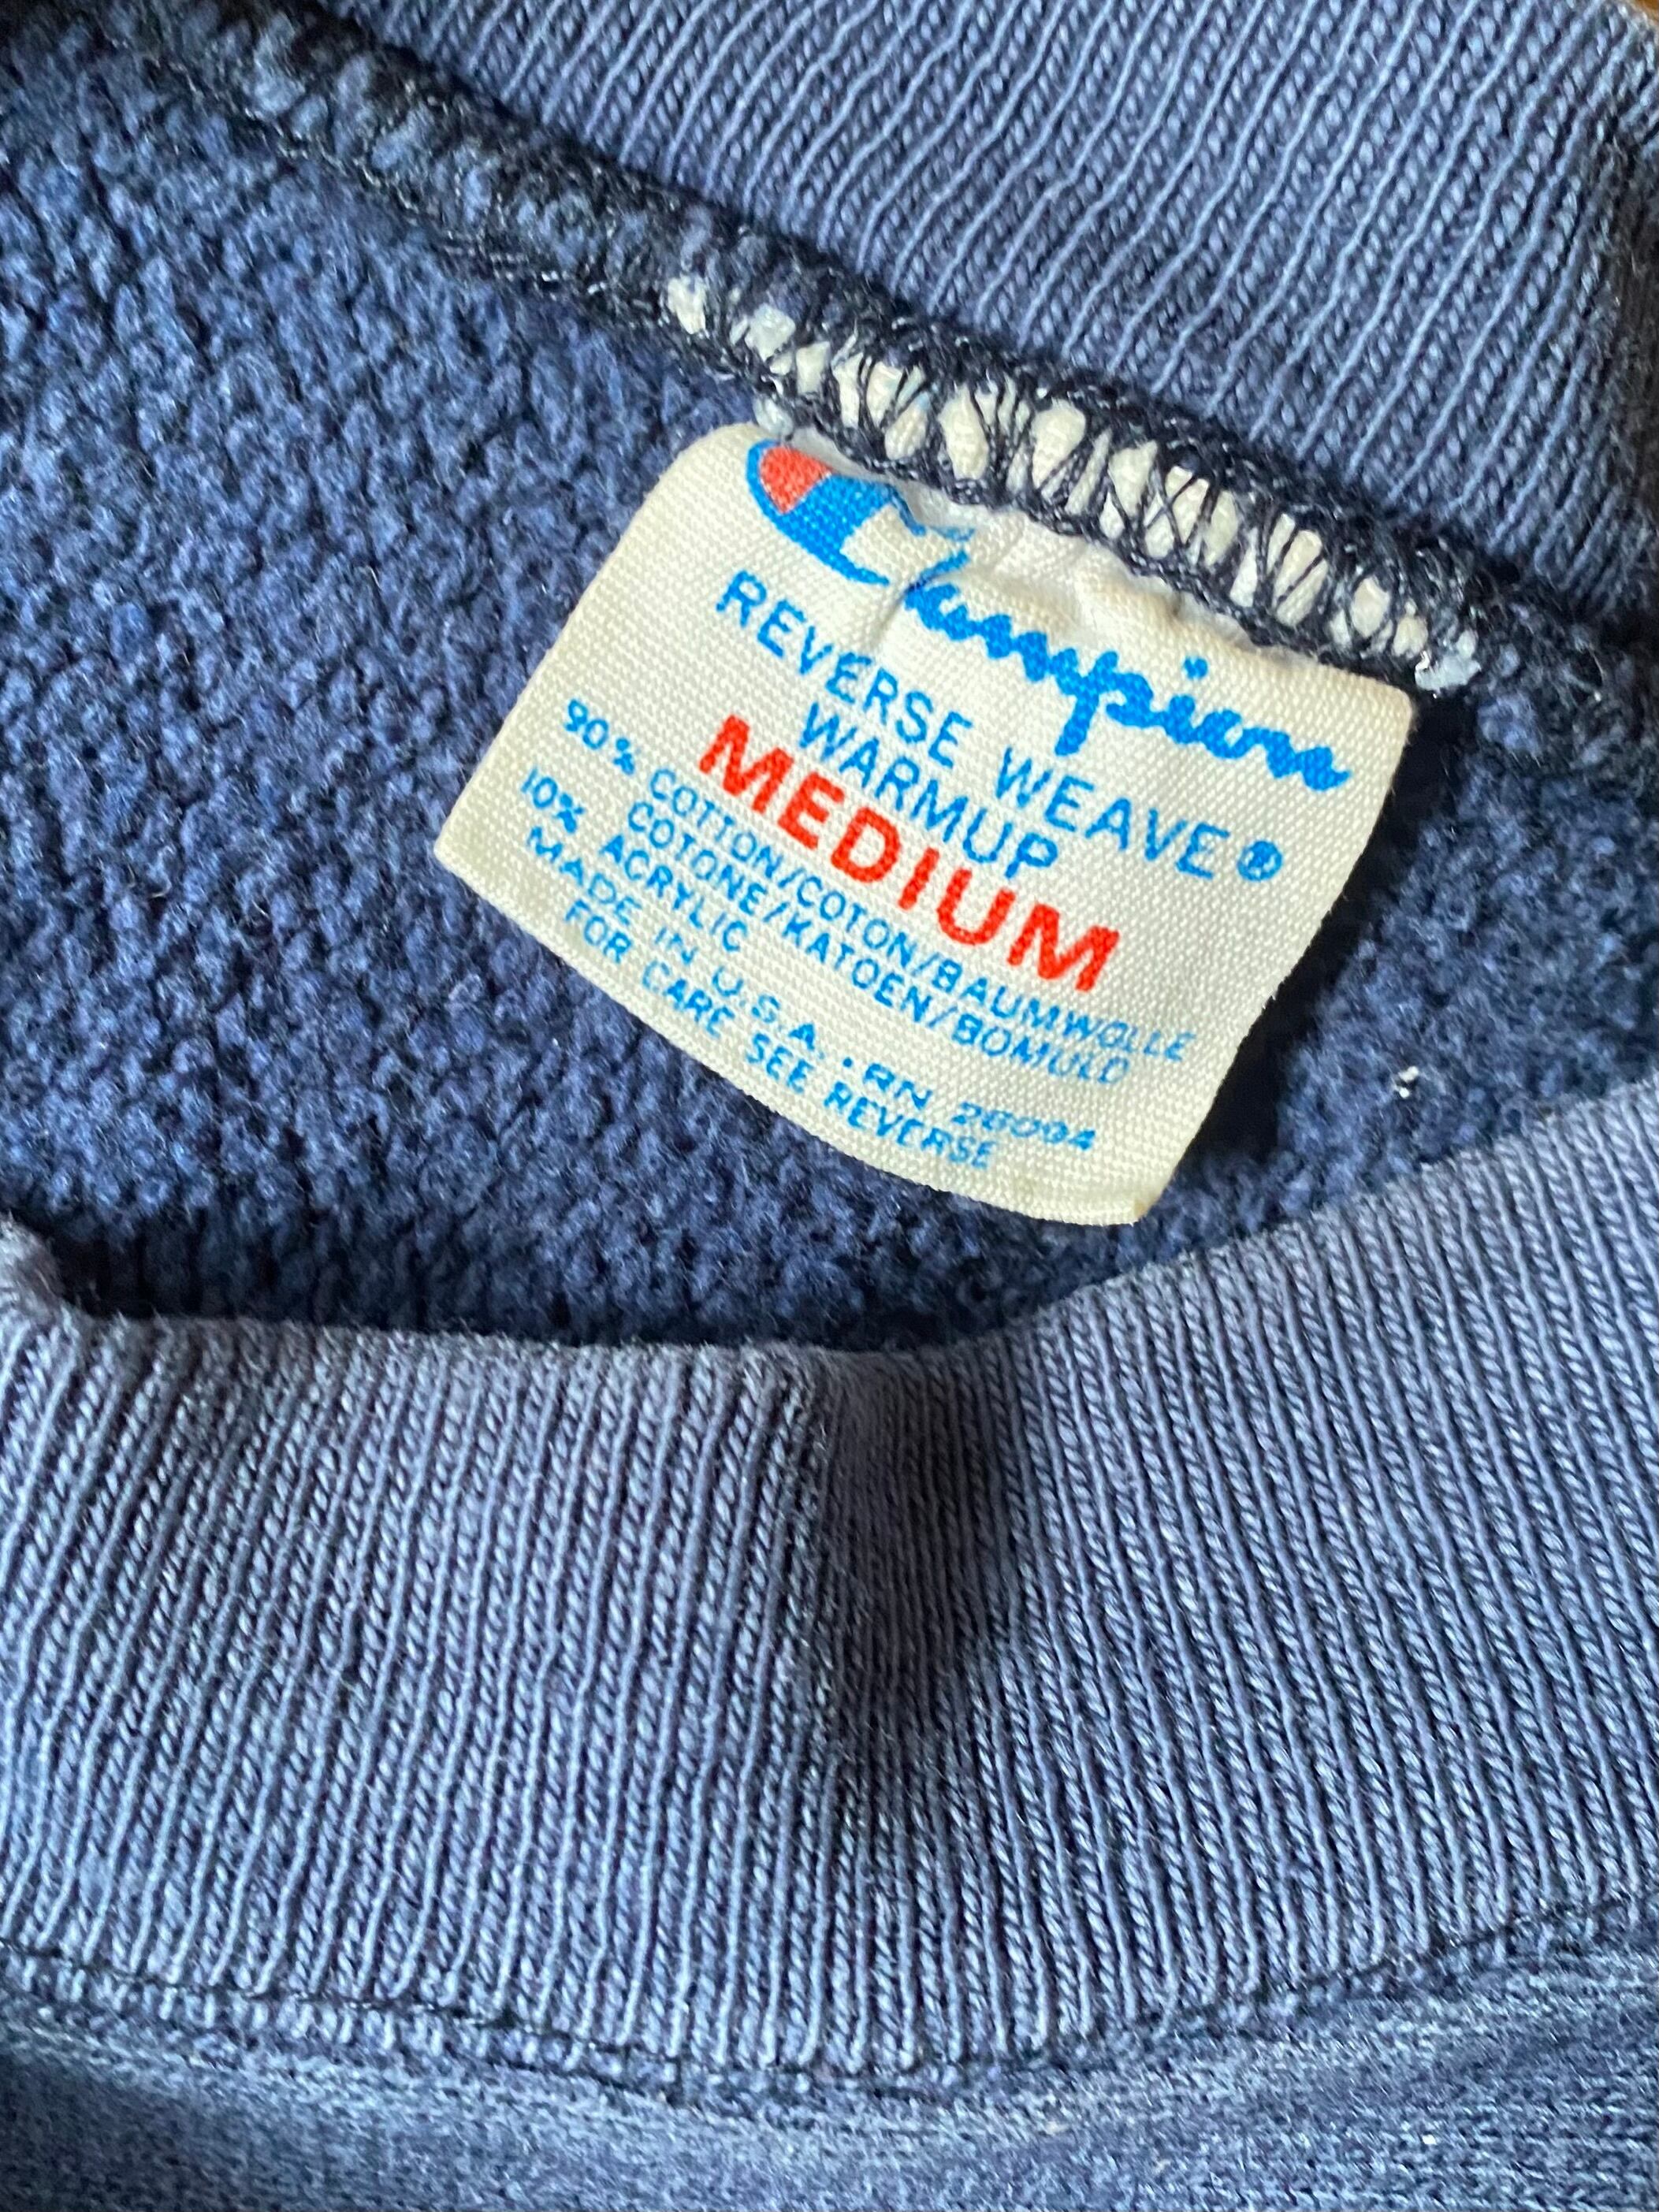 Champion
REVERSE WEAVE®
WARMUP
MEDIUM
90% COTTON/COTON/BAUMWOLLE
COTONE/KATOEN/BOMULD
10% ACRYLIC
MADE IN U.S.A. • RN 26094
FOR CARE SEE REVERSE